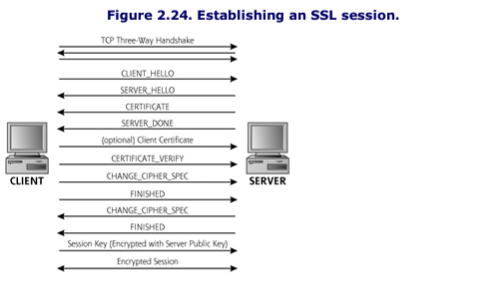 Figure 2.24. Establishing an SSL session.
TCP Three-Way Handshake
CLIENT_HELLO
SERVER_HELLO
CERTIFICATE
SERVER_DONE
(optional) Client Certificate
CERTIFICATE_VERIFY
CHANGE_CIPHER_SPEC
FINISHED
CHANGE_CIPHER_SPEC
FINISHED
Session Key (Encrypted with Server Public Key)
Encrypted Session
CLIENT
SERVER